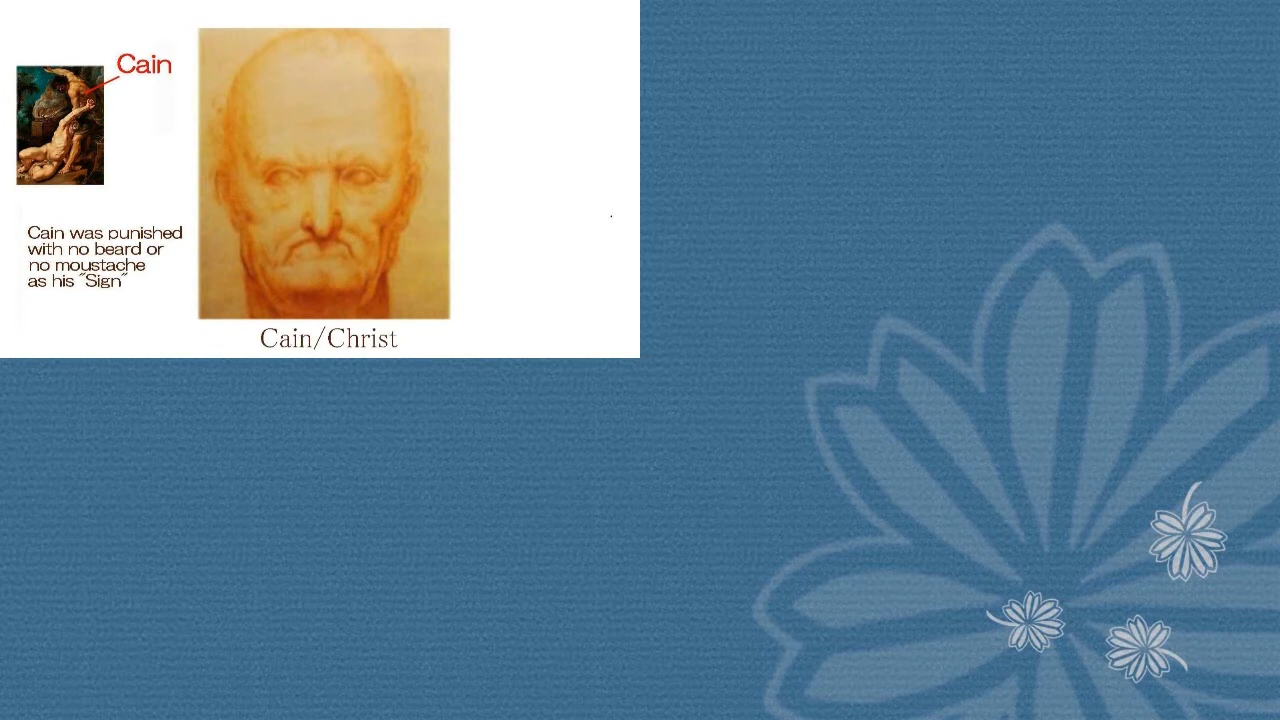 Cain
Cain was punished
with no beard or
no moustache
as his "Sign"
Cain/Christ